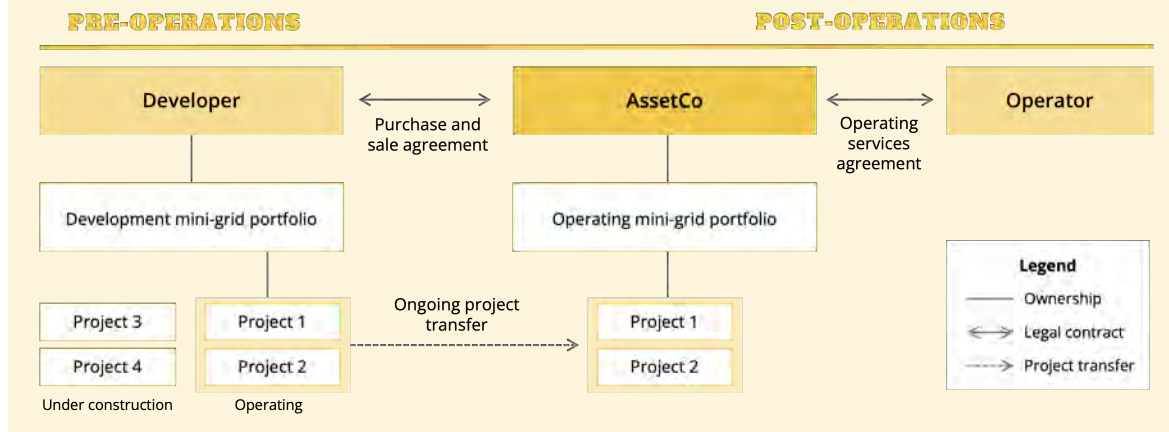 PRE-OPERATIONS
POST-OPERATIONS
Developer
Purchase and
sale agreement
AssetCo
Operating
services
agreement
Operator
Development mini-grid portfolio
Operating mini-grid portfolio
Project 3
Project 4
Under construction
Project 1
Project 2
Operating
Ongoing project
transfer
Project 1
Project 2
Legend
Ownership
Legal contract
Project transfer